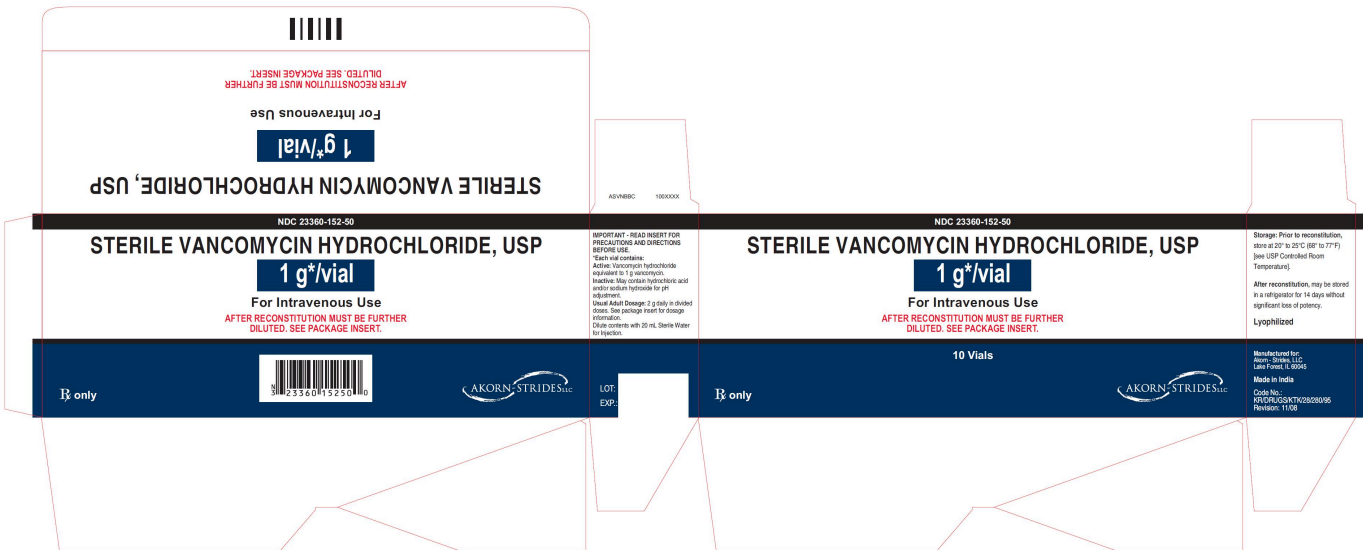 AFTER RECONSTITUTION MUST BE FURTHER
DILUTED. SEE PACKAGE INSERT.
For Intravenous Use
1 g*/vial
STERILE VANCOMYCIN HYDROCHLORIDE, USP
ASVNBBC 100XXXX
NDC 23360-152-50
STERILE VANCOMYCIN HYDROCHLORIDE, USP
1 g*/vial
For Intravenous Use
AFTER RECONSTITUTION MUST BE FURTHER
DILUTED. SEE PACKAGE INSERT.
℞ only
N
3 23360 15250 0
AKORN-STRIDES LLC
IMPORTANT - READ INSERT FOR
PRECAUTIONS AND DIRECTIONS
BEFORE USE.
*Each vial contains:
Active: Vancomycin hydrochloride
equivalent to 1 g vancomycin.
Inactive: May contain hydrochloric acid
and/or sodium hydroxide for pH
adjustment.
Usual Adult Dosage: 2 g daily in divided
doses. See package insert for dosage
information.
Dilute contents with 20 mL Sterile Water
for Injection.
LOT:
EXP.:
NDC 23360-152-50
STERILE VANCOMYCIN HYDROCHLORIDE, USP
1 g*/vial
For Intravenous Use
AFTER RECONSTITUTION MUST BE FURTHER
DILUTED. SEE PACKAGE INSERT.
10 Vials
℞ only
AKORN-STRIDES LLC
Storage: Prior to reconstitution,
store at 20° to 25°C (68° to 77°F)
[see USP Controlled Room
Temperature].
After reconstitution, may be stored
in a refrigerator for 14 days without
significant loss of potency.
Lyophilized
Manufactured for:
Akorn - Strides, LLC
Lake Forest, IL 60045
Made in India
Code No.:
KR/DRUGS/KTK/28/280/95
Revision: 11/08